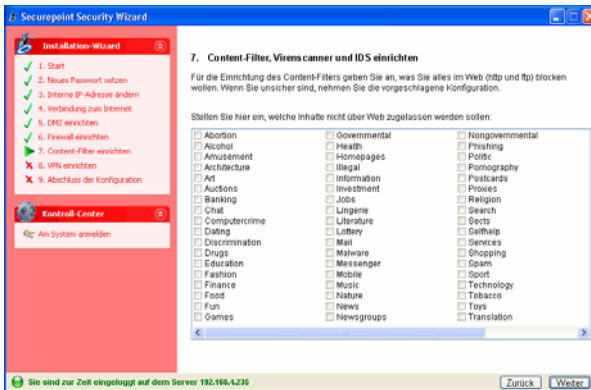 Securepoint Security Wizard
Installation-Wizard
1. Start
2. Neues Passwort setzen
3. Interne IP-Adresse ändern
4. Verbindung zum Internet
5. DMZ einrichten
6. Firewall einrichten
7. Content-Filter einrichten
8. VPN einrichten
9. Abschluss der Konfiguration
Kontroll-Center
Am System anmelden
7. Content-Filter, Virenscanner und IDS einrichten
Für die Einrichtung des Content-Filters geben Sie an, was Sie alles im Web (http und ftp) blocken
wollen. Wenn Sie unsicher sind, nehmen Sie die vorgeschlagene Konfiguration.
Stellen Sie hier ein, welche Inhalte nicht über Web zugelassen werden sollen:
Abortion Governmental Nongovernmental
Alcohol Health Phishing
Amusement Homepages Politic
Architecture Illegal Pornography
Art Information Postcards
Auctions Investment Proxies
Banking Jobs Religion
Chat Lingerie Search
Computercrime Literature Sects
Dating Lottery Selfhelp
Discrimination Mail Services
Drugs Malware Shopping
Education Messenger Spam
Fashion Mobile Sport
Finance Music Technology
Food Nature Tobacco
Fun News Toys
Games Newsgroups Translation
Sie sind zur Zeit eingeloggt auf dem Server 192.168.4.235
Zurück Weiter